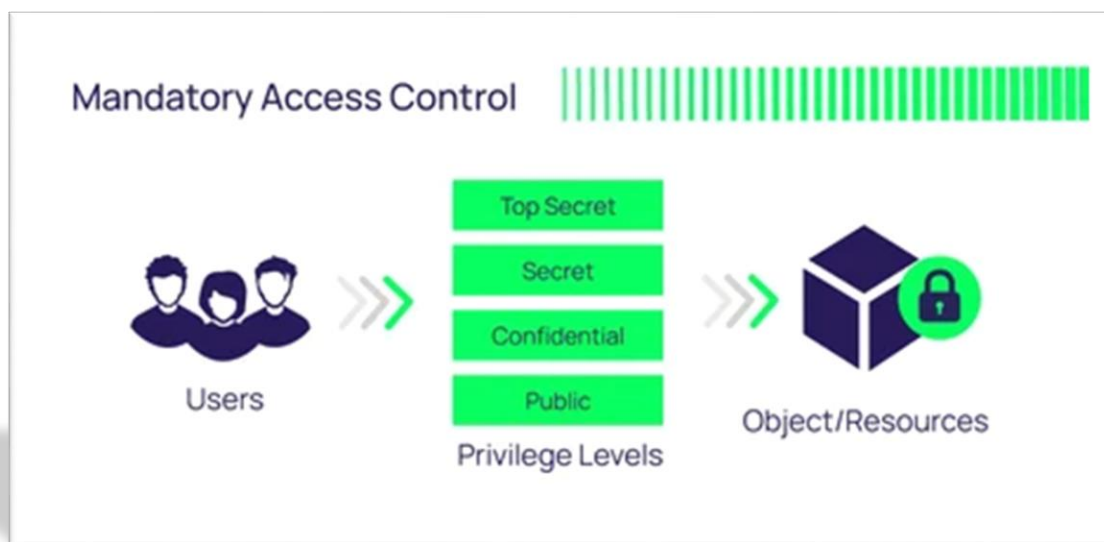 Mandatory Access Control
Top Secret
Secret
Confidential
Public
Users
Privilege Levels
Object/Resources